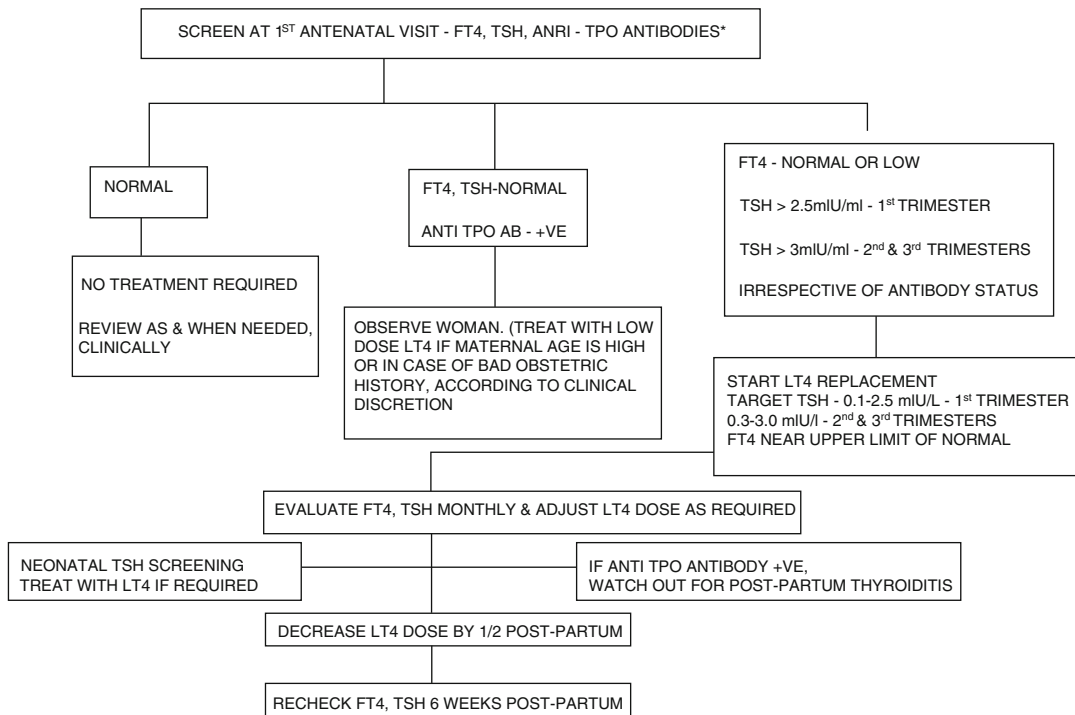 SCREEN AT 1ST ANTENATAL VISIT - FT4, TSH, ANRI - TPO ANTIBODIES*
NORMAL
NO TREATMENT REQUIRED
REVIEW AS & WHEN NEEDED,
CLINICALLY
FT4, TSH-NORMAL
ANTI TPO AB - +VE
OBSERVE WOMAN. (TREAT WITH LOW
DOSE LT4 IF MATERNAL AGE IS HIGH
OR IN CASE OF BAD OBSTETRIC
HISTORY, ACCORDING TO CLINICAL
DISCRETION
FT4 - NORMAL OR LOW
TSH > 2.5mlU/ml - 1st TRIMESTER
TSH > 3mlU/ml - 2nd & 3rd TRIMESTERS
IRRESPECTIVE OF ANTIBODY STATUS
START LT4 REPLACEMENT
TARGET TSH - 0.1-2.5 mlU/L - 1st TRIMESTER
0.3-3.0 mlU/l - 2nd & 3rd TRIMESTERS
FT4 NEAR UPPER LIMIT OF NORMAL
EVALUATE FT4, TSH MONTHLY & ADJUST LT4 DOSE AS REQUIRED
NEONATAL TSH SCREENING
TREAT WITH LT4 IF REQUIRED
IF ANTI TPO ANTIBODY +VE,
WATCH OUT FOR POST-PARTUM THYROIDITIS
DECREASE LT4 DOSE BY 1/2 POST-PARTUM
RECHECK FT4, TSH 6 WEEKS POST-PARTUM